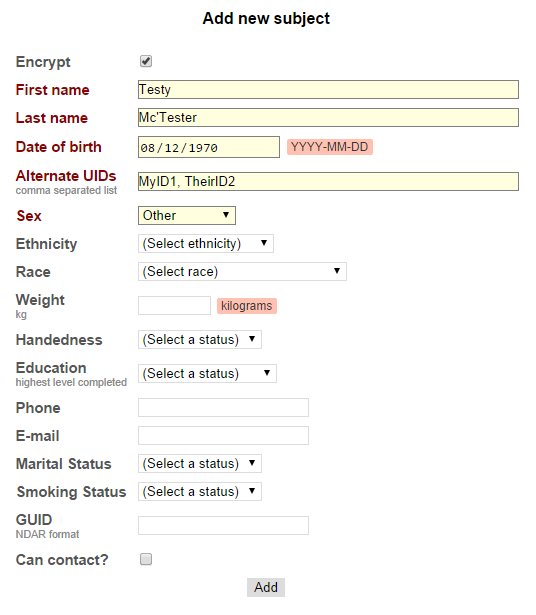 Add new subject
Encrypt
First name Testy
Last name Mc'Tester
Date of birth 08/12/1970 YYYY-MM-DD
Alternate UIDs MyID1, TheirID2
comma separated list
Sex Other
Ethnicity (Select ethnicity)
Race (Select race)
Weight kilograms
kg
Handedness (Select a status)
Education (Select a status)
highest level completed
Phone
E-mail
Marital Status (Select a status)
Smoking Status (Select a status)
GUID
NDAR format
Can contact?
Add